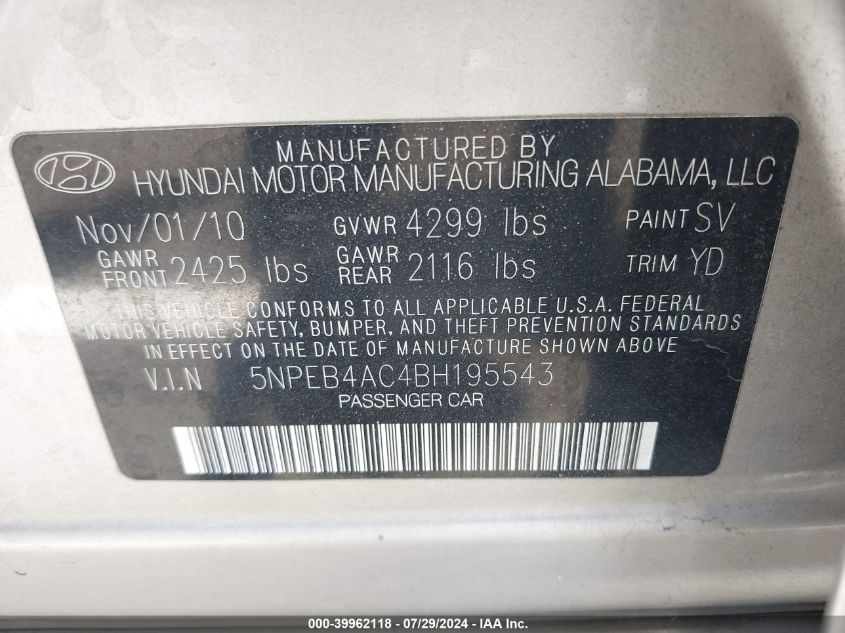 MANUFACTURED BY
HYUNDAI MOTOR MANUFACTURING ALABAMA, LLC
Nov/01/10 GVWR 4299 lbs PAINT SV
GAWR FRONT 2425 lbs GAWR REAR 2116 lbs TRIM YD
THIS VEHICLE CONFORMS TO ALL APPLICABLE U.S.A. FEDERAL
MOTOR VEHICLE SAFETY, BUMPER, AND THEFT PREVENTION STANDARDS
IN EFFECT ON THE DATE OF MANUFACTURE SHOWN ABOVE.
V.I.N 5NPEB4AC4BH195543
PASSENGER CAR
000-39962118 - 07/29/2024 - IAA Inc.